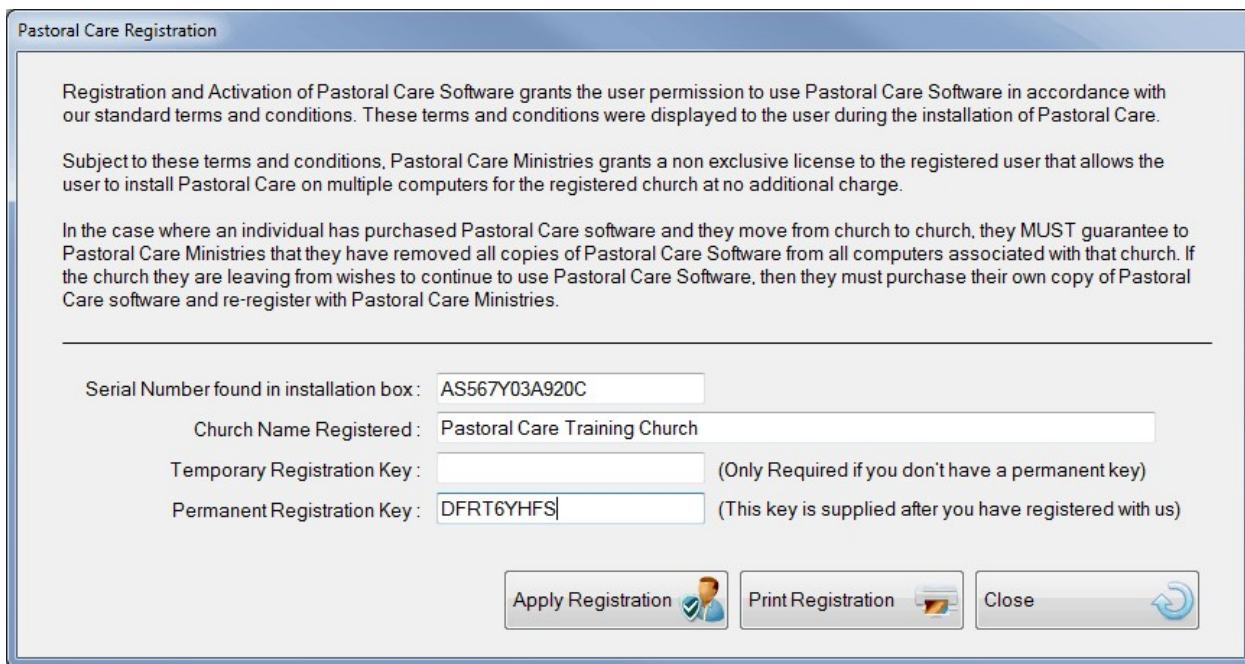 Pastoral Care Registration
Registration and Activation of Pastoral Care Software grants the user permission to use Pastoral Care Software in accordance with
our standard terms and conditions. These terms and conditions were displayed to the user during the installation of Pastoral Care.
Subject to these terms and conditions, Pastoral Care Ministries grants a non exclusive license to the registered user that allows the
user to install Pastoral Care on multiple computers for the registered church at no additional charge.
In the case where an individual has purchased Pastoral Care software and they move from church to church, they MUST guarantee to
Pastoral Care Ministries that they have removed all copies of Pastoral Care Software from all computers associated with that church. If
the church they are leaving from wishes to continue to use Pastoral Care Software, then they must purchase their own copy of Pastoral
Care software and re-register with Pastoral Care Ministries.
Serial Number found in installation box : AS567Y03A920C
Church Name Registered : Pastoral Care Training Church
Temporary Registration Key : (Only Required if you don't have a permanent key)
Permanent Registration Key : DFRT6YHFS (This key is supplied after you have registered with us)
Apply Registration Print Registration Close